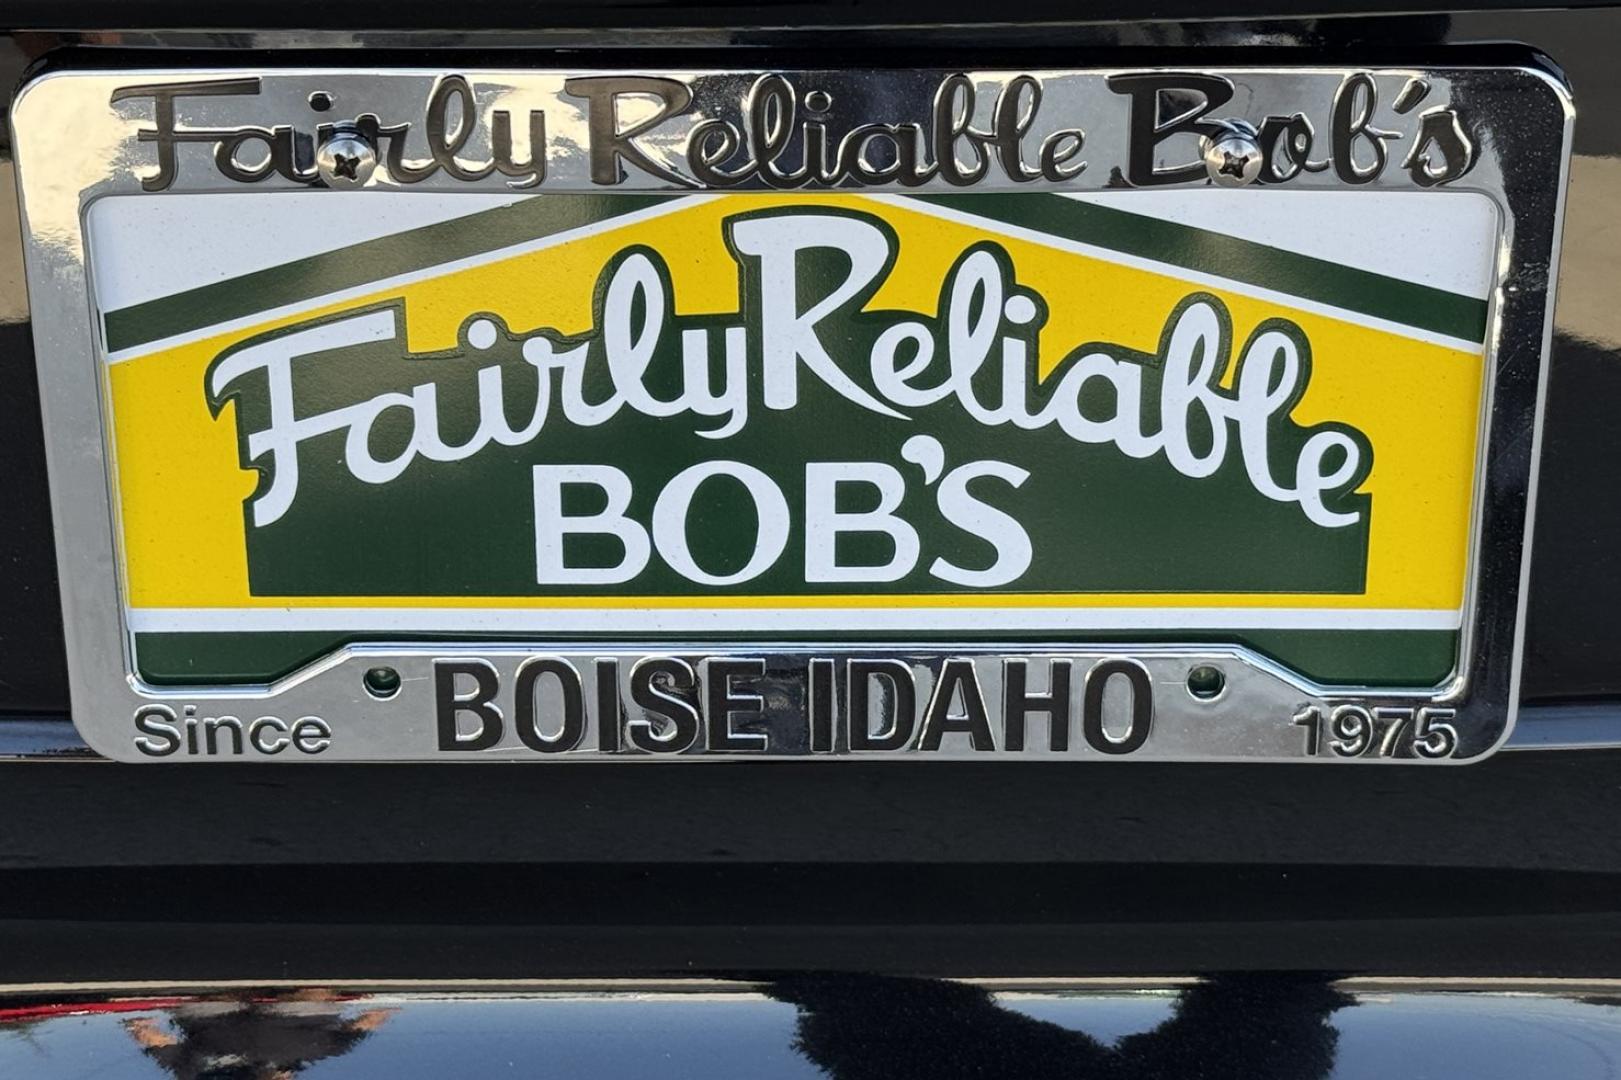 Fairly Reliable Bob's
Fairly Reliable
BOB'S
Since BOISE IDAHO 1975